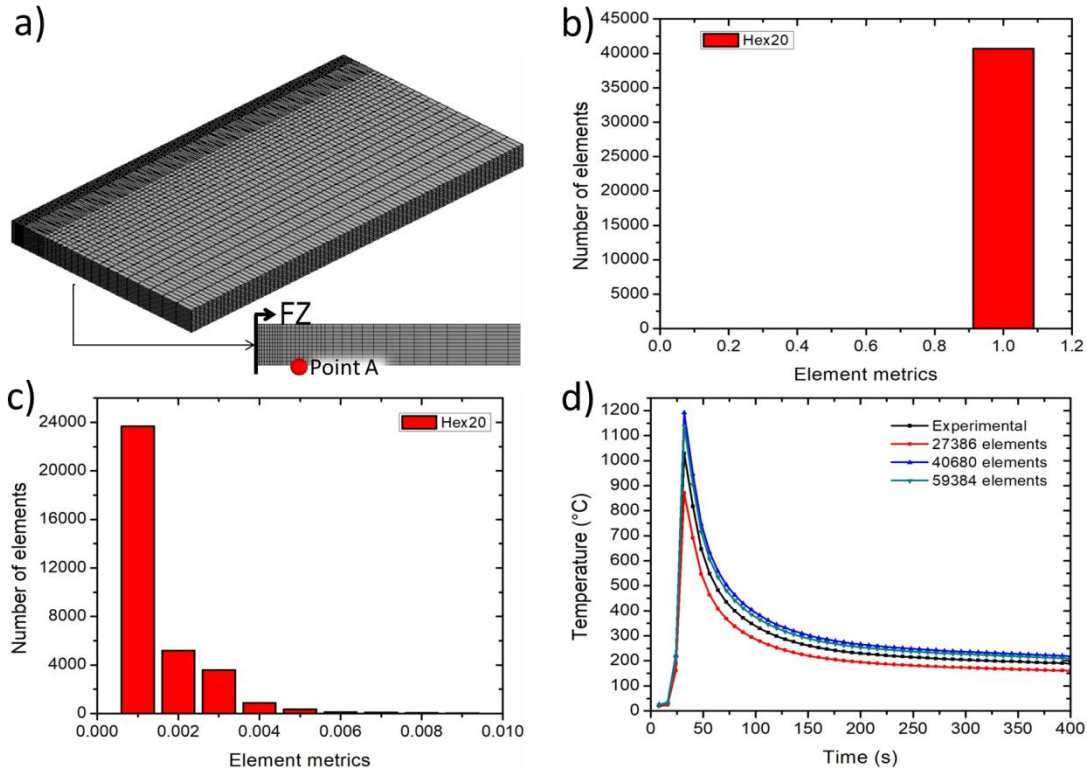 a)
FZ
Point A
b)
Hex20
45000
40000
35000
30000
25000
20000
15000
10000
5000
0
0.0 0.2 0.4 0.6 0.8 1.0 1.2
Number of elements
Element metrics
c)
Hex20
24000
20000
16000
12000
8000
4000
0
0.000 0.002 0.004 0.006 0.008 0.010
Number of elements
Element metrics
d)
Experimental
27386 elements
40680 elements
59384 elements
1200
1100
1000
900
800
700
600
500
400
300
200
100
0
0 50 100 150 200 250 300 350 400
Temperature (°C)
Time (s)